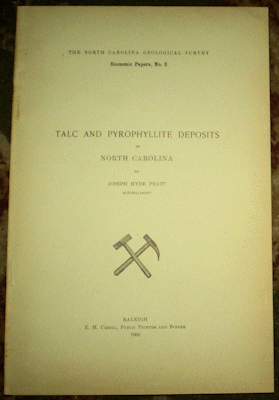 THE NORTH CAROLINA GEOLOGICAL SURVEY
Economic Papers, No. 3
TALC AND PYROPHYLLITE DEPOSITS
IN
NORTH CAROLINA
BY
JOSEPH HYDE PRATT
RALEIGH
E. M. Uzzell, Public Printer and Binder
1900